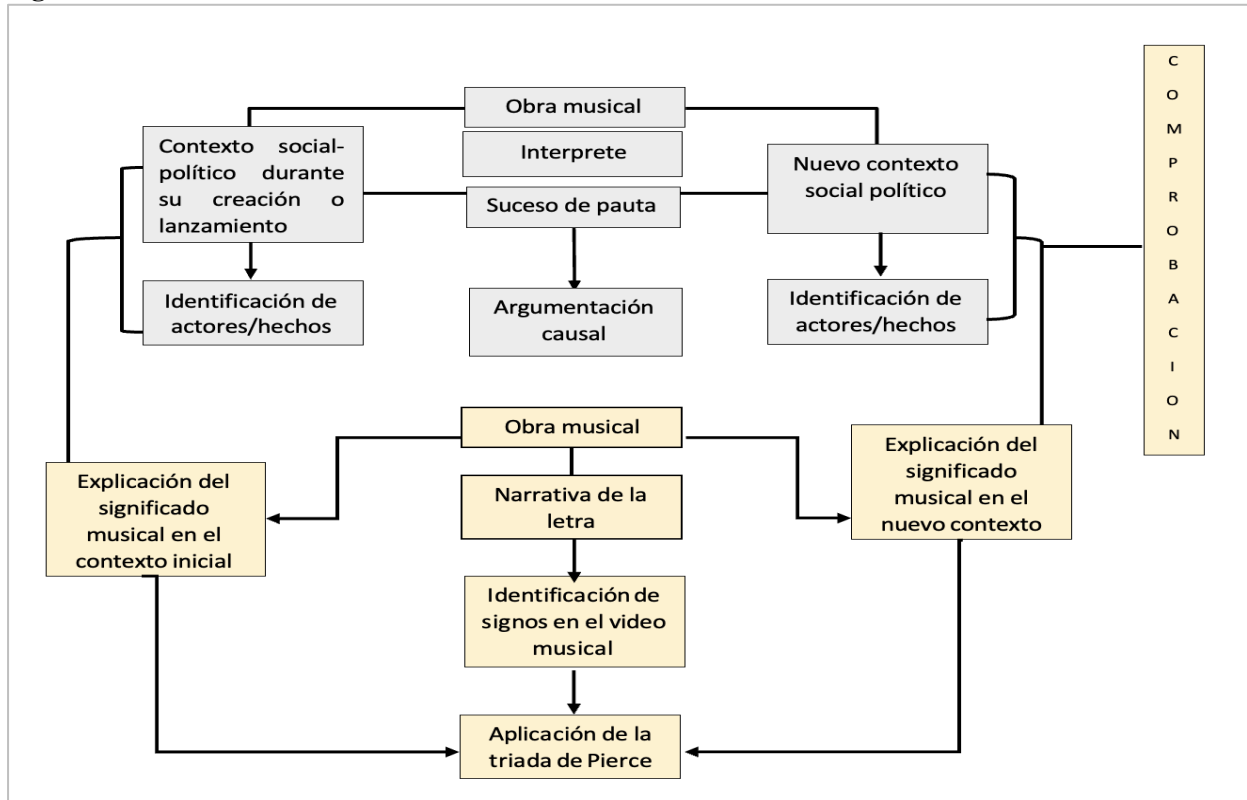 Obra musical
Interprete
Contexto social-
político durante
su creación o
lanzamiento
Suceso de pauta
Nuevo contexto
social político
Identificación de
actores/hechos
Argumentación
causal
Identificación de
actores/hechos
C
O
M
P
R
O
B
A
C
I
O
N
Obra musical
Explicación del
significado
musical en el
contexto inicial
Narrativa de la
letra
Explicación del
significado
musical en el
nuevo contexto
Identificación de
signos en el video
musical
Aplicación de la
triada de Pierce